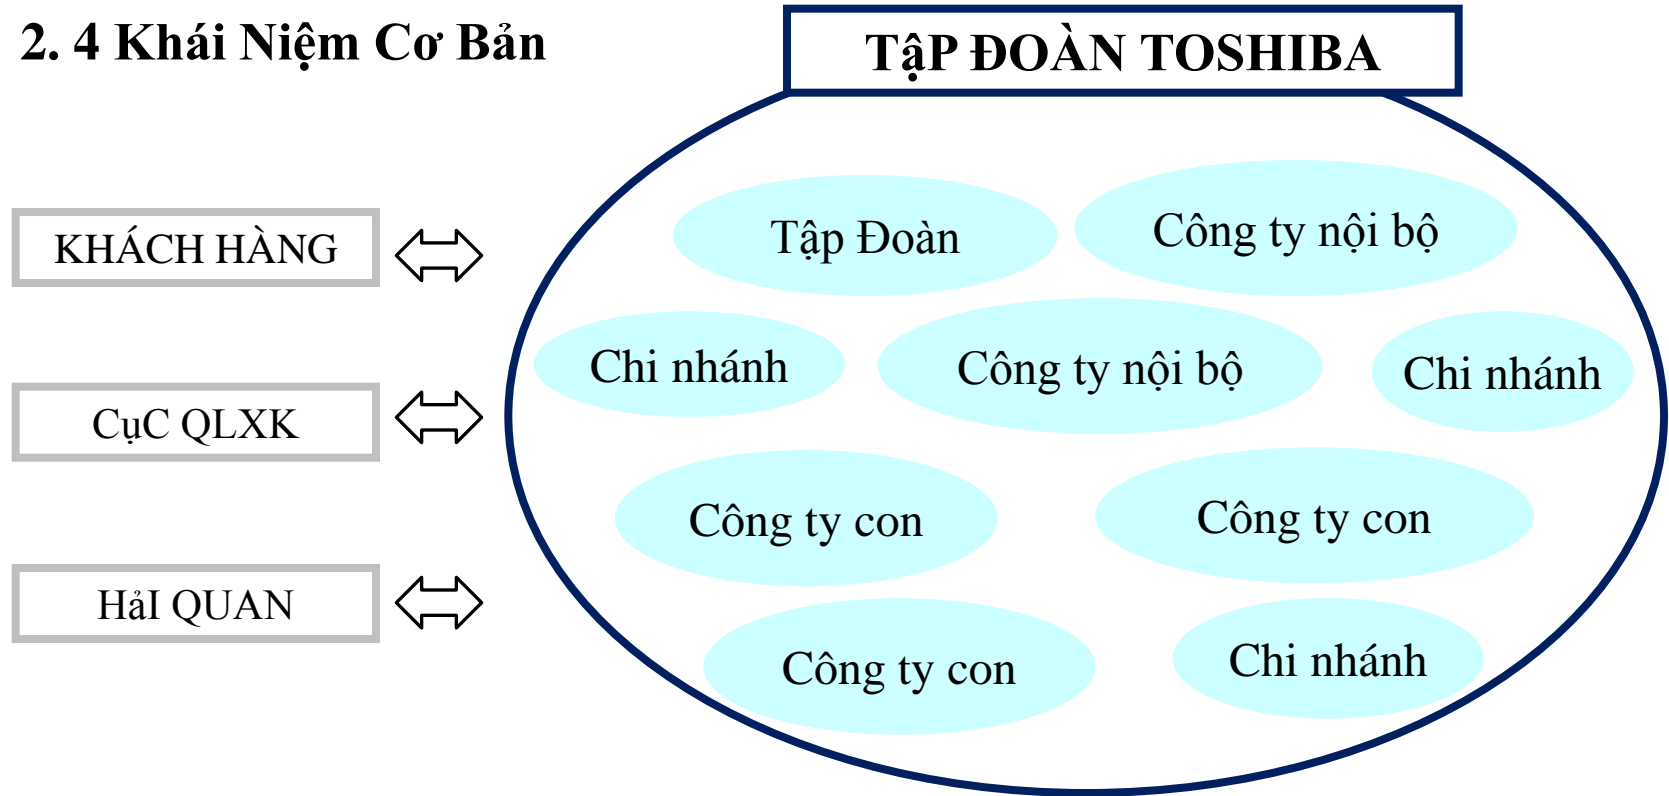 2. 4 Khái Niệm Cơ Bản
TậP ĐOÀN TOSHIBA
KHÁCH HÀNG
Tập Đoàn
Công ty nội bộ
Chi nhánh
Công ty nội bộ
Chi nhánh
CụC QLXK
Công ty con
Công ty con
HảI QUAN
Công ty con
Chi nhánh